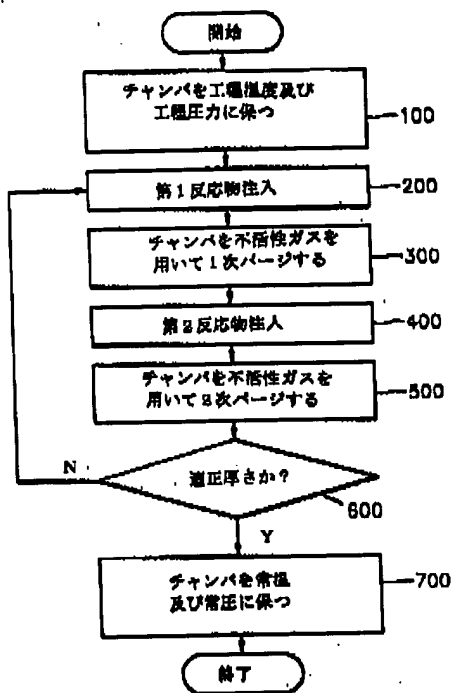 開始
チャンバを工程温度及び
工程圧力に保つ
100
第1反応物注入
200
チャンバを不活性ガスを
用いて1次パージする
300
第2反応物注入
400
チャンバを不活性ガスを
用いて2次パージする
500
適正厚さか?
600
N
Y
チャンバを常温
及び常圧に保つ
700
終了